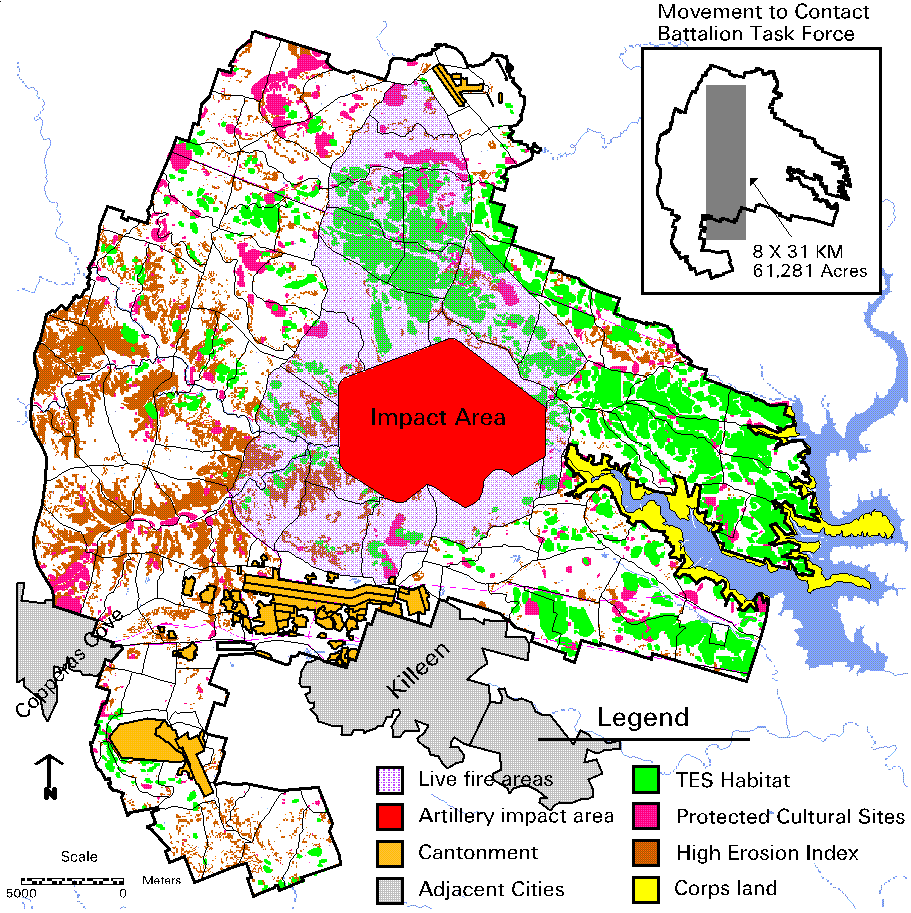 Movement to Contact
Battalion Task Force
8 X 31 KM
61,281 Acres
Impact Area
Copperas Cove
Killeen
N
Scale
5000 0 Meters
Legend
Live fire areas
Artillery impact area
Cantonment
Adjacent Cities
TES Habitat
Protected Cultural Sites
High Erosion Index
Corps land